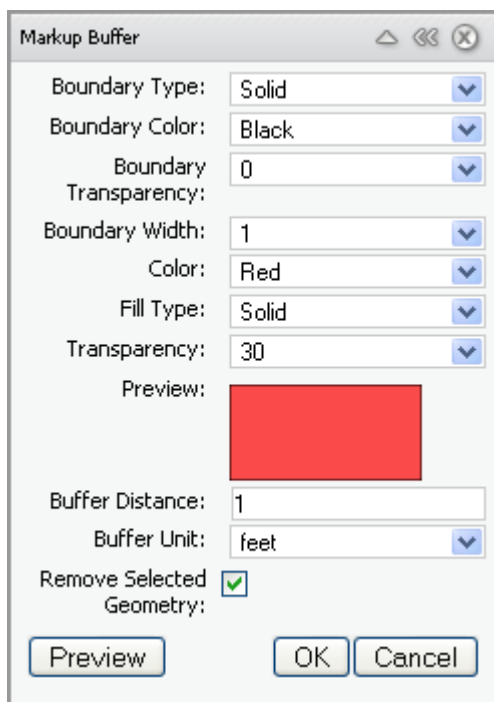 Markup Buffer
Boundary Type: Solid
Boundary Color: Black
Boundary Transparency: 0
Boundary Width: 1
Color: Red
Fill Type: Solid
Transparency: 30
Preview:
Buffer Distance: 1
Buffer Unit: feet
Remove Selected Geometry:
Preview OK Cancel